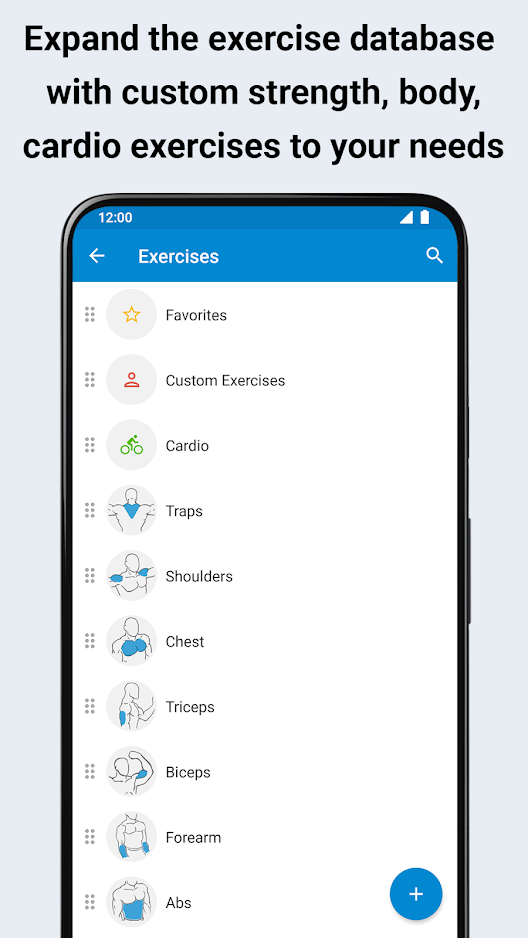 Expand the exercise database
with custom strength, body,
cardio exercises to your needs
12:00
Exercises
Favorites
Custom Exercises
Cardio
Traps
Shoulders
Chest
Triceps
Biceps
Forearm
Abs